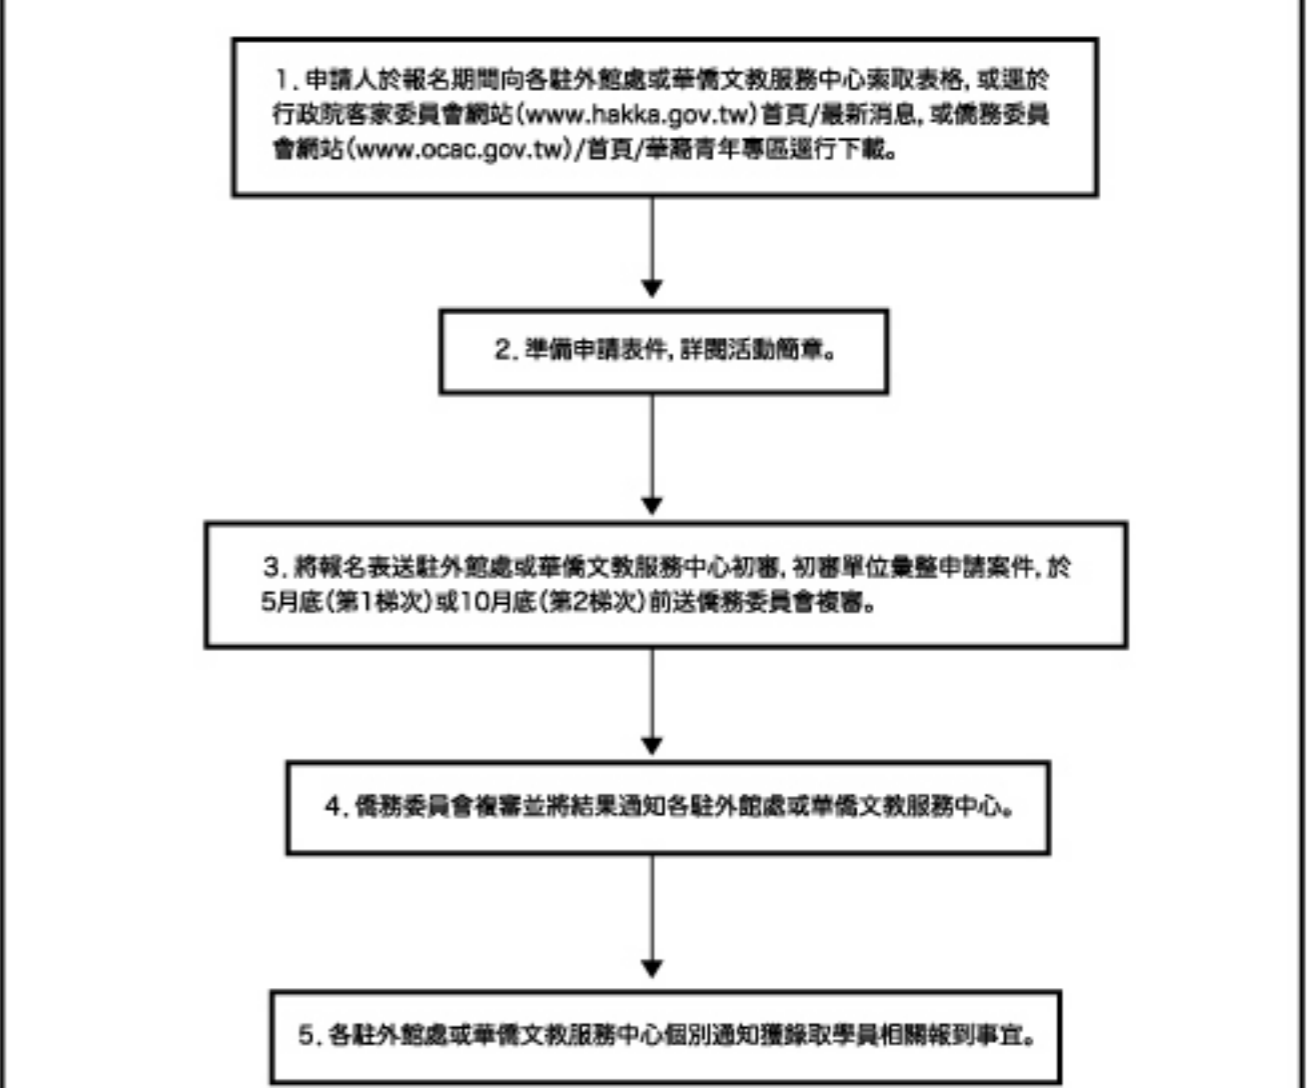 1. 申請人於報名期間向各駐外館處或華僑文教服務中心索取表格, 或逕於
行政院客家委員會網站(www.hakka.gov.tw)首頁/最新消息, 或僑務委員
會網站(www.ocac.gov.tw)/首頁/華裔青年專區逕行下載。
2. 準備申請表件, 詳閱活動簡章。
3. 將報名表送駐外館處或華僑文教服務中心初審, 初審單位彙整申請案件, 於
5月底(第1梯次)或10月底(第2梯次)前送僑務委員會複審。
4. 僑務委員會複審並將結果通知各駐外館處或華僑文教服務中心。
5. 各駐外館處或華僑文教服務中心個別通知獲錄取學員相關報到事宜。